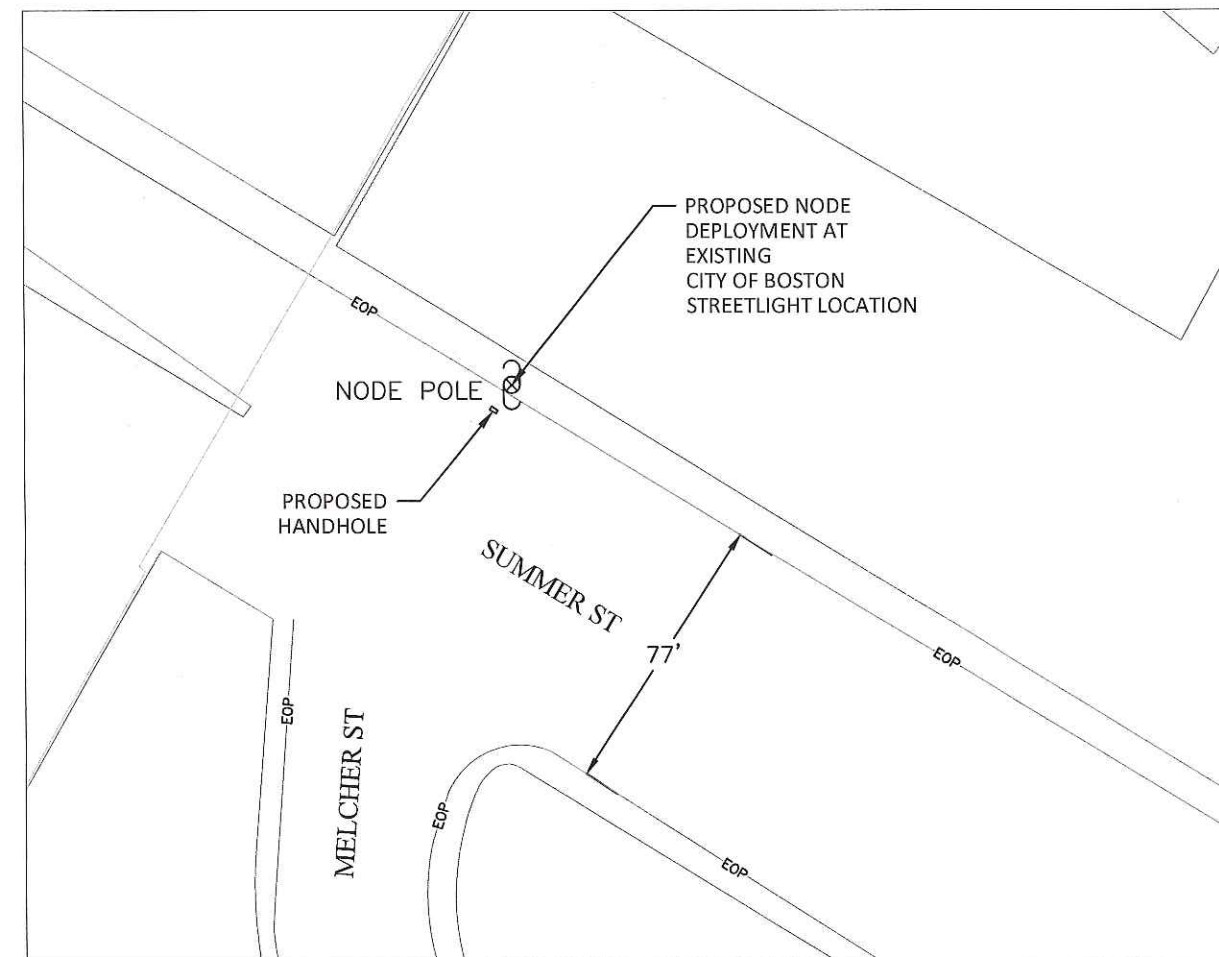 PROPOSED NODE
DEPLOYMENT AT
EXISTING
CITY OF BOSTON
STREETLIGHT LOCATION
EOP
NODE POLE
PROPOSED
HANDHOLE
SUMMER ST
77'
EOP
EOP
MELCHER ST
EOP
EOP